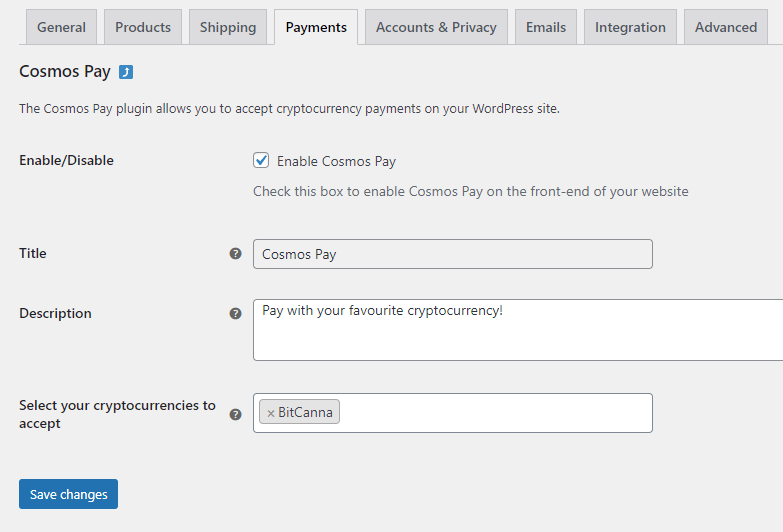 General Products Shipping Payments Accounts & Privacy Emails Integration Advanced
Cosmos Pay
The Cosmos Pay plugin allows you to accept cryptocurrency payments on your WordPress site.
Enable/Disable Enable Cosmos Pay
Check this box to enable Cosmos Pay on the front-end of your website
Title ? Cosmos Pay
Description ? Pay with your favourite cryptocurrency!
Select your cryptocurrencies to
accept ? × BitCanna
Save changes